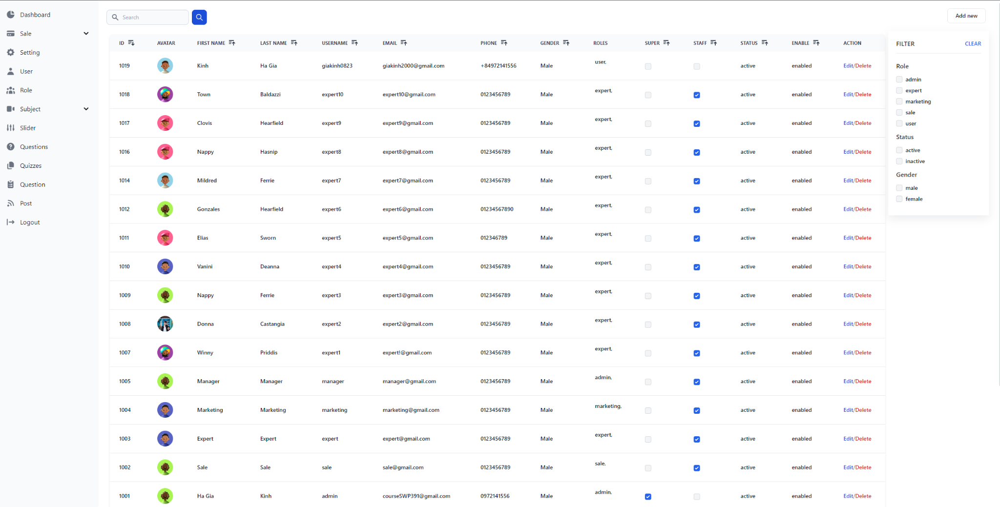 Dashboard
Sale
Setting
User
Role
Subject
Slider
Questions
Quizzes
Question
Post
Logout
Search
Add new
ID AVATAR FIRST NAME LAST NAME USERNAME EMAIL PHONE GENDER ROLES SUPER STAFF STATUS ENABLE ACTION
1019 Kinh Ha Gia giakinh0823 giakinh2000@gmail.com +84972141556 Male user, active enabled Edit/Delete
1018 Town Baldazzi expert10 expert10@gmail.com 0123456789 Male expert, active enabled Edit/Delete
1017 Clovis Hearfield expert9 expert9@gmail.com 0123456789 Male expert, active enabled Edit/Delete
1016 Nappy Hasnip expert8 expert8@gmail.com 0123456789 Male expert, active enabled Edit/Delete
1014 Mildred Ferrie expert7 expert7@gmail.com 0123456789 Male expert, active enabled Edit/Delete
1012 Gonzales Hearfield expert6 expert6@gmail.com 01234567890 Male expert, active enabled Edit/Delete
1011 Elias Sworn expert5 expert5@gmail.com 012346789 Male expert, active enabled Edit/Delete
1010 Vanini Deanna expert4 expert4@gmail.com 0123456789 Male expert, active enabled Edit/Delete
1009 Nappy Ferrie expert3 expert3@gmail.com 0123456789 Male expert, active enabled Edit/Delete
1008 Donna Castangia expert2 expert2@gmail.com 0123456789 Male expert, active enabled Edit/Delete
1007 Winny Priddis expert1 expert!@gmail.com 0123456789 Male expert, active enabled Edit/Delete
1005 Manager Manager manager manager@gmail.com 0123456789 Male admin, active enabled Edit/Delete
1004 Marketing Marketing marketing marketing@gmail.com 0123456789 Male marketing, active enabled Edit/Delete
1003 Expert Expert expert expert@gmail.com 0123456789 Male expert, active enabled Edit/Delete
1002 Sale Sale sale sale@gmail.com 0123456789 Male sale, active enabled Edit/Delete
1001 Ha Gia Kinh admin courseSWP391@gmail.com 0972141556 Male admin, active enabled Edit/Delete
FILTER CLEAR
Role
admin
expert
marketing
sale
user
Status
active
inactive
Gender
male
female